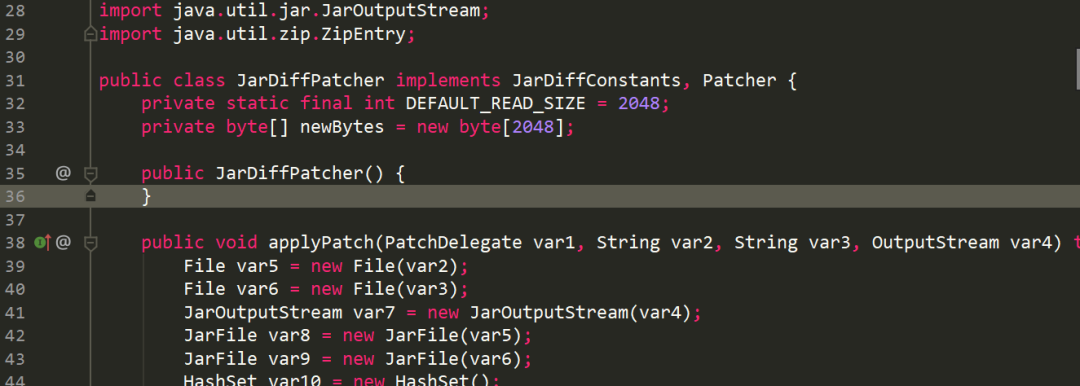 28 import java.util.jar.JarOutputStream;
29 import java.util.zip.ZipEntry;
30
31 public class JarDiffPatcher implements JarDiffConstants, Patcher {
32 private static final int DEFAULT_READ_SIZE = 2048;
33 private byte[] newBytes = new byte[2048];
34
35 @ public JarDiffPatcher() {
36 }
37
38 @ public void applyPatch(PatchDelegate var1, String var2, String var3, OutputStream var4) t
39 File var5 = new File(var2);
40 File var6 = new File(var3);
41 JarOutputStream var7 = new JarOutputStream(var4);
42 JarFile var8 = new JarFile(var5);
43 JarFile var9 = new JarFile(var6);
44 HashSet var10 = new HashSet();